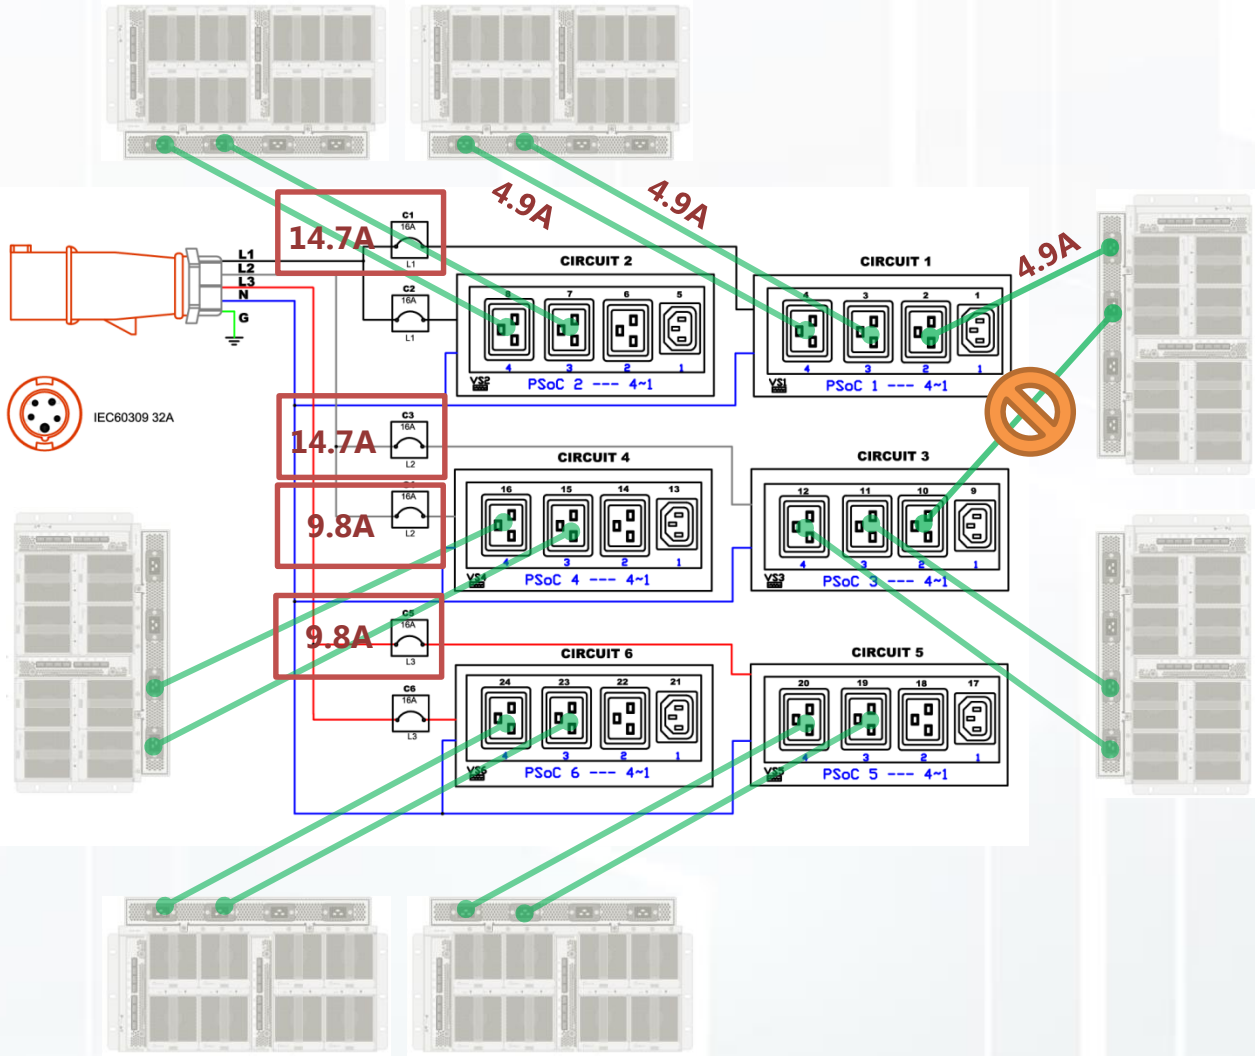 4.9A
4.9A
4.9A
C1
16A
14.7A
L1
L1
L2
L3
N
G
C2
16A
L1
CIRCUIT 2
8 7 6 5
4 3 2 1
VS2
PSoC 2 --- 4~1
CIRCUIT 1
4 3 2 1
4 3 2 1
VS1
PSoC 1 --- 4~1
IEC60309 32A
C3
16A
14.7A
L2
16A
9.8A
L2
CIRCUIT 4
16 15 14 13
4 3 2 1
VS4
PSoC 4 --- 4~1
CIRCUIT 3
12 11 10 9
4 3 2 1
VS3
PSoC 3 --- 4~1
C5
16A
9.8A
L3
C6
16A
L3
CIRCUIT 6
24 23 22 21
4 3 2 1
VS6
PSoC 6 --- 4~1
CIRCUIT 5
20 19 18 17
4 3 2 1
VS5
PSoC 5 --- 4~1